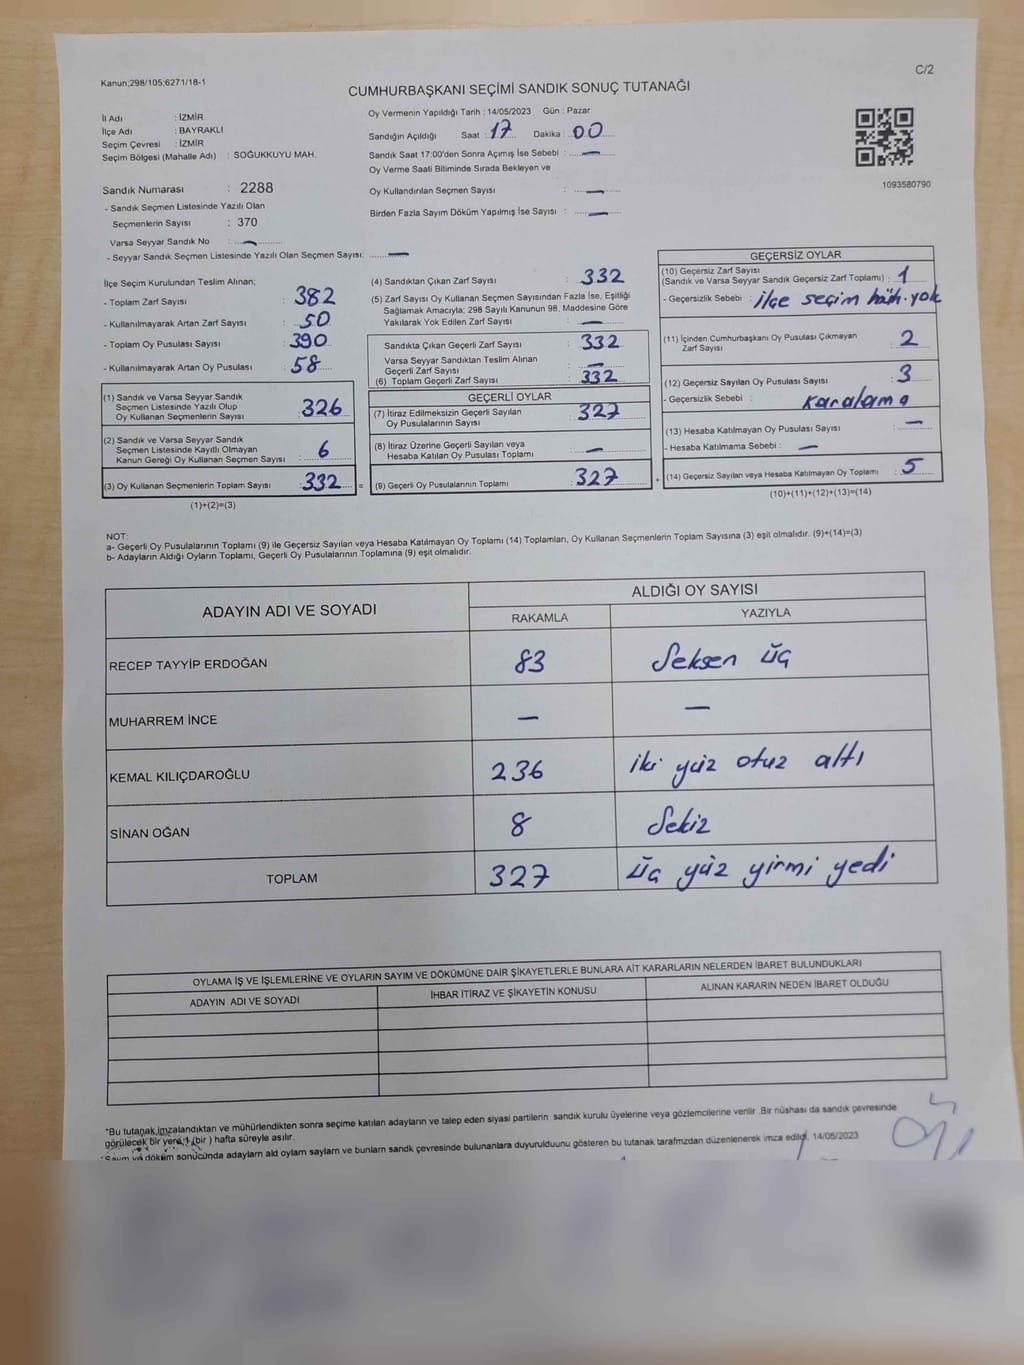 C/2
Kanun;298/105;6271/18-1
CUMHURBAŞKANI SEÇİMİ SANDIK SONUÇ TUTANAĞI
İl Adı : İZMİR
İlçe Adı : BAYRAKLI
Seçim Çevresi : İZMİR
Seçim Bölgesi (Mahalle Adı) : SOĞUKKUYU MAH.
Oy Vermenin Yapıldığı Tarih : 14/05/2023 Gün : Pazar
Sandığın Açıldığı Saat : 17 Dakika : 00
Sandık Saat 17:00'den Sonra Açımış İse Sebebi : —
Oy Verme Saati Bitiminde Sırada Bekleyen ve
Oy Kullandırılan Seçmen Sayısı : —
Birden Fazla Sayım Döküm Yapılmış İse Sayısı : —
1093580790
Sandık Numarası : 2288
- Sandık Seçmen Listesinde Yazılı Olan
Seçmenlerin Sayısı : 370
Varsa Seyyar Sandık No : —
- Seyyar Sandık Seçmen Listesinde Yazılı Olan Seçmen Sayısı: —
İlçe Seçim Kurulundan Teslim Alınan;
- Toplam Zarf Sayısı : 382
- Kullanılmayarak Artan Zarf Sayısı : 50
- Toplam Oy Pusulası Sayısı : 390
- Kullanılmayarak Artan Oy Pusulası : 58
(1) Sandık ve Varsa Seyyar Sandık
Seçmen Listesinde Yazılı Olup
Oy Kullanan Seçmenlerin Sayısı : 326
(2) Sandık ve Varsa Seyyar Sandık
Seçmen Listesinde Kayıtlı Olmayan
Kanun Gereği Oy Kullanan Seçmen Sayısı : 6
(3) Oy Kullanan Seçmenlerin Toplam Sayısı : 332 =
(1)+(2)=(3)
(4) Sandıktan Çıkan Zarf Sayısı : 332
(5) Zarf Sayısı Oy Kullanan Seçmen Sayısından Fazla İse, Eşitliği
Sağlamak Amacıyla; 298 Sayılı Kanunun 98. Maddesine Göre
Yakılarak Yok Edilen Zarf Sayısı : —
Sandıkta Çıkan Geçerli Zarf Sayısı : 332
Varsa Seyyar Sandıktan Teslim Alınan
Geçerli Zarf Sayısı : —
(6) Toplam Geçerli Zarf Sayısı : 332
GEÇERLİ OYLAR
(7) İtiraz Edilmeksizin Geçerli Sayılan
Oy Pusulalarının Sayısı : 327
(8) İtiraz Üzerine Geçerli Sayılan veya
Hesaba Katılan Oy Pusulası Toplamı : —
(9) Geçerli Oy Pusulalarının Toplamı : 327 +
GEÇERSİZ OYLAR
(10) Geçersiz Zarf Sayısı
(Sandık ve Varsa Seyyar Sandık Geçersiz Zarf Toplamı) : 1
- Geçersizlik Sebebi : ilçe seçim müh. yok
(11) İçinden Cumhurbaşkanı Oy Pusulası Çıkmayan
Zarf Sayısı : 2
(12) Geçersiz Sayılan Oy Pusulası Sayısı : 3
- Geçersizlik Sebebi : Karalama
(13) Hesaba Katılmayan Oy Pusulası Sayısı : —
- Hesaba Katılmama Sebebi : —
(14) Geçersiz Sayılan veya Hesaba Katılmayan Oy Toplamı : 5
(10)+(11)+(12)+(13)=(14)
NOT:
a- Geçerli Oy Pusulalarının Toplamı (9) ile Geçersiz Sayılan veya Hesaba Katılmayan Oy Toplamı (14) Toplamları, Oy Kullanan Seçmenlerin Toplam Sayısına (3) eşit olmalıdır. (9)+(14)=(3)
b- Adayların Aldığı Oyların Toplamı, Geçerli Oy Pusulalarının Toplamına (9) eşit olmalıdır.
ADAYIN ADI VE SOYADI
ALDIĞI OY SAYISI
RAKAMLA YAZIYLA
RECEP TAYYİP ERDOĞAN 83 Seksen üç
MUHARREM İNCE — —
KEMAL KILIÇDAROĞLU 236 iki yüz otuz altı
SİNAN OĞAN 8 Sekiz
TOPLAM 327 üç yüz yirmi yedi
OYLAMA İŞ VE İŞLEMLERİNE VE OYLARIN SAYIM VE DÖKÜMÜNE DAİR ŞİKAYETLERLE BUNLARA AİT KARARLARIN NELERDEN İBARET BULUNDUKLARI
ADAYIN ADI VE SOYADI İHBAR İTİRAZ VE ŞİKAYETİN KONUSU ALINAN KARARIN NEDEN İBARET OLDUĞU
*Bu tutanak imzalandıktan ve mühürlendikten sonra seçime katılan adayların ve talep eden siyasi partilerin sandık kurulu üyelerine veya gözlemcilerine verilir .Bir nüshası da sandık çevresinde
görülecek bir yere,1 (bir ) hafta süreyle asılır.
*Sayım ve döküm sonucunda adayların ald oyların sayıları ve bunların sandk çevresinde bulunanlara duyurulduunu gösteren bu tutanak tarafmzdan düzenlenerek imza edildi. 14/05/2023